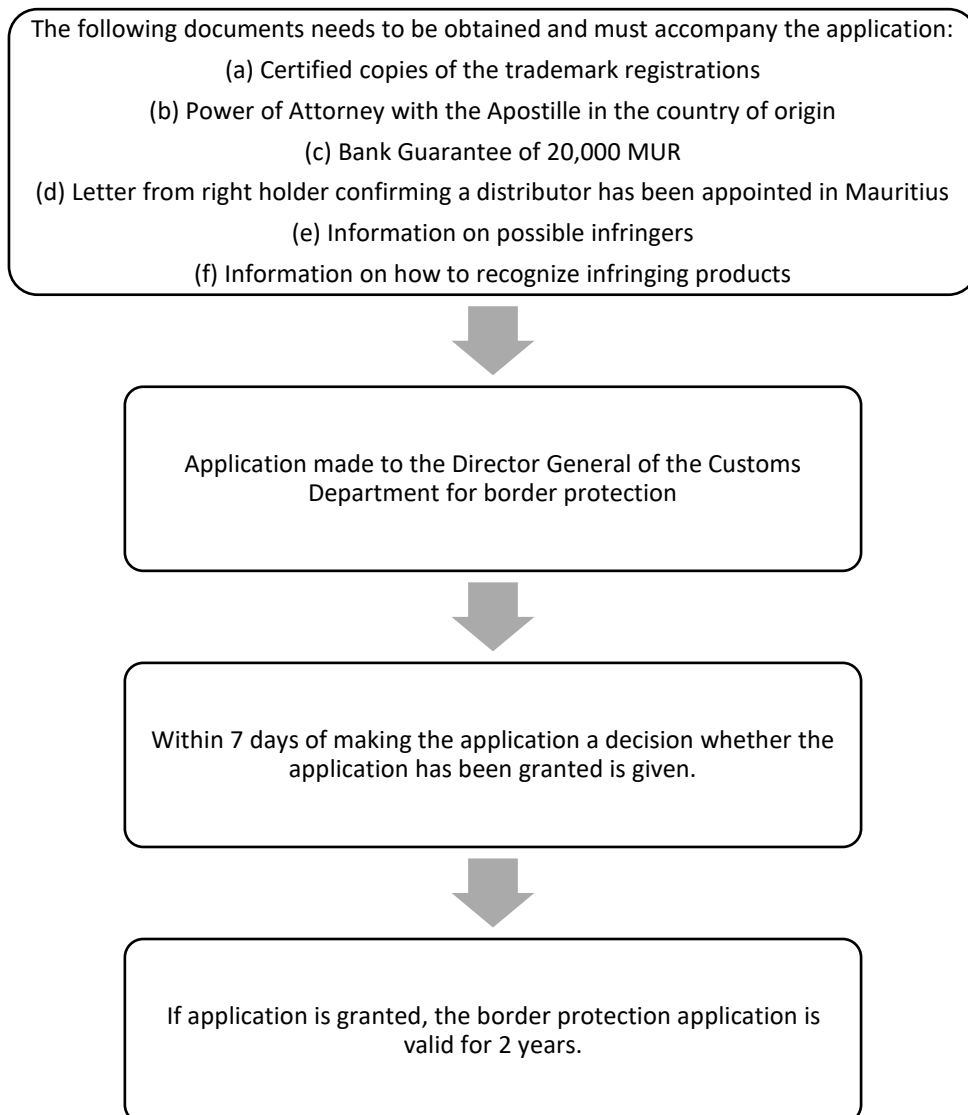 The following documents needs to be obtained and must accompany the application:
(a) Certified copies of the trademark registrations
(b) Power of Attorney with the Apostille in the country of origin
(c) Bank Guarantee of 20,000 MUR
(d) Letter from right holder confirming a distributor has been appointed in Mauritius
(e) Information on possible infringers
(f) Information on how to recognize infringing products
Application made to the Director General of the Customs
Department for border protection
Within 7 days of making the application a decision whether the
application has been granted is given.
If application is granted, the border protection application is
valid for 2 years.